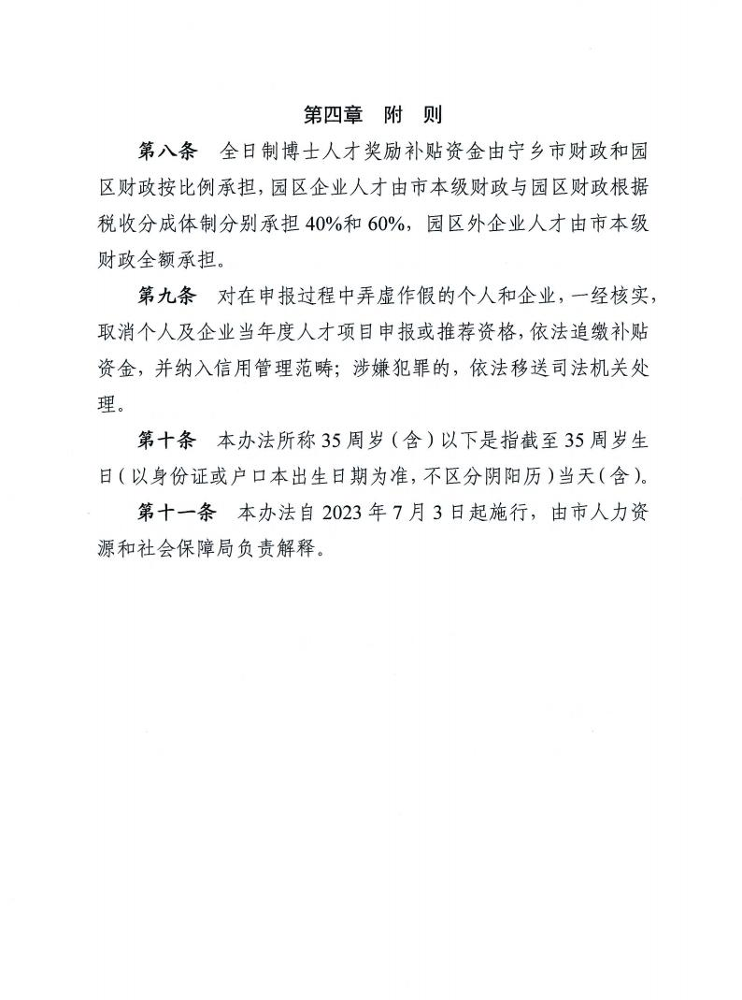 第四章 附 则
第八条 全日制博士人才奖励补贴资金由宁乡市财政和园
区财政按比例承担，园区企业人才由市本级财政与园区财政根据
税收分成体制分别承担 40%和 60%，园区外企业人才由市本级
财政全额承担。
第九条 对在申报过程中弄虚作假的个人和企业，一经核实，
取消个人及企业当年度人才项目申报或推荐资格，依法追缴补贴
资金，并纳入信用管理范畴；涉嫌犯罪的，依法移送司法机关处
理。
第十条 本办法所称 35 周岁（含）以下是指截至 35 周岁生
日（以身份证或户口本出生日期为准，不区分阴阳历）当天（含）。
第十一条 本办法自 2023 年 7 月 3 日起施行，由市人力资
源和社会保障局负责解释。